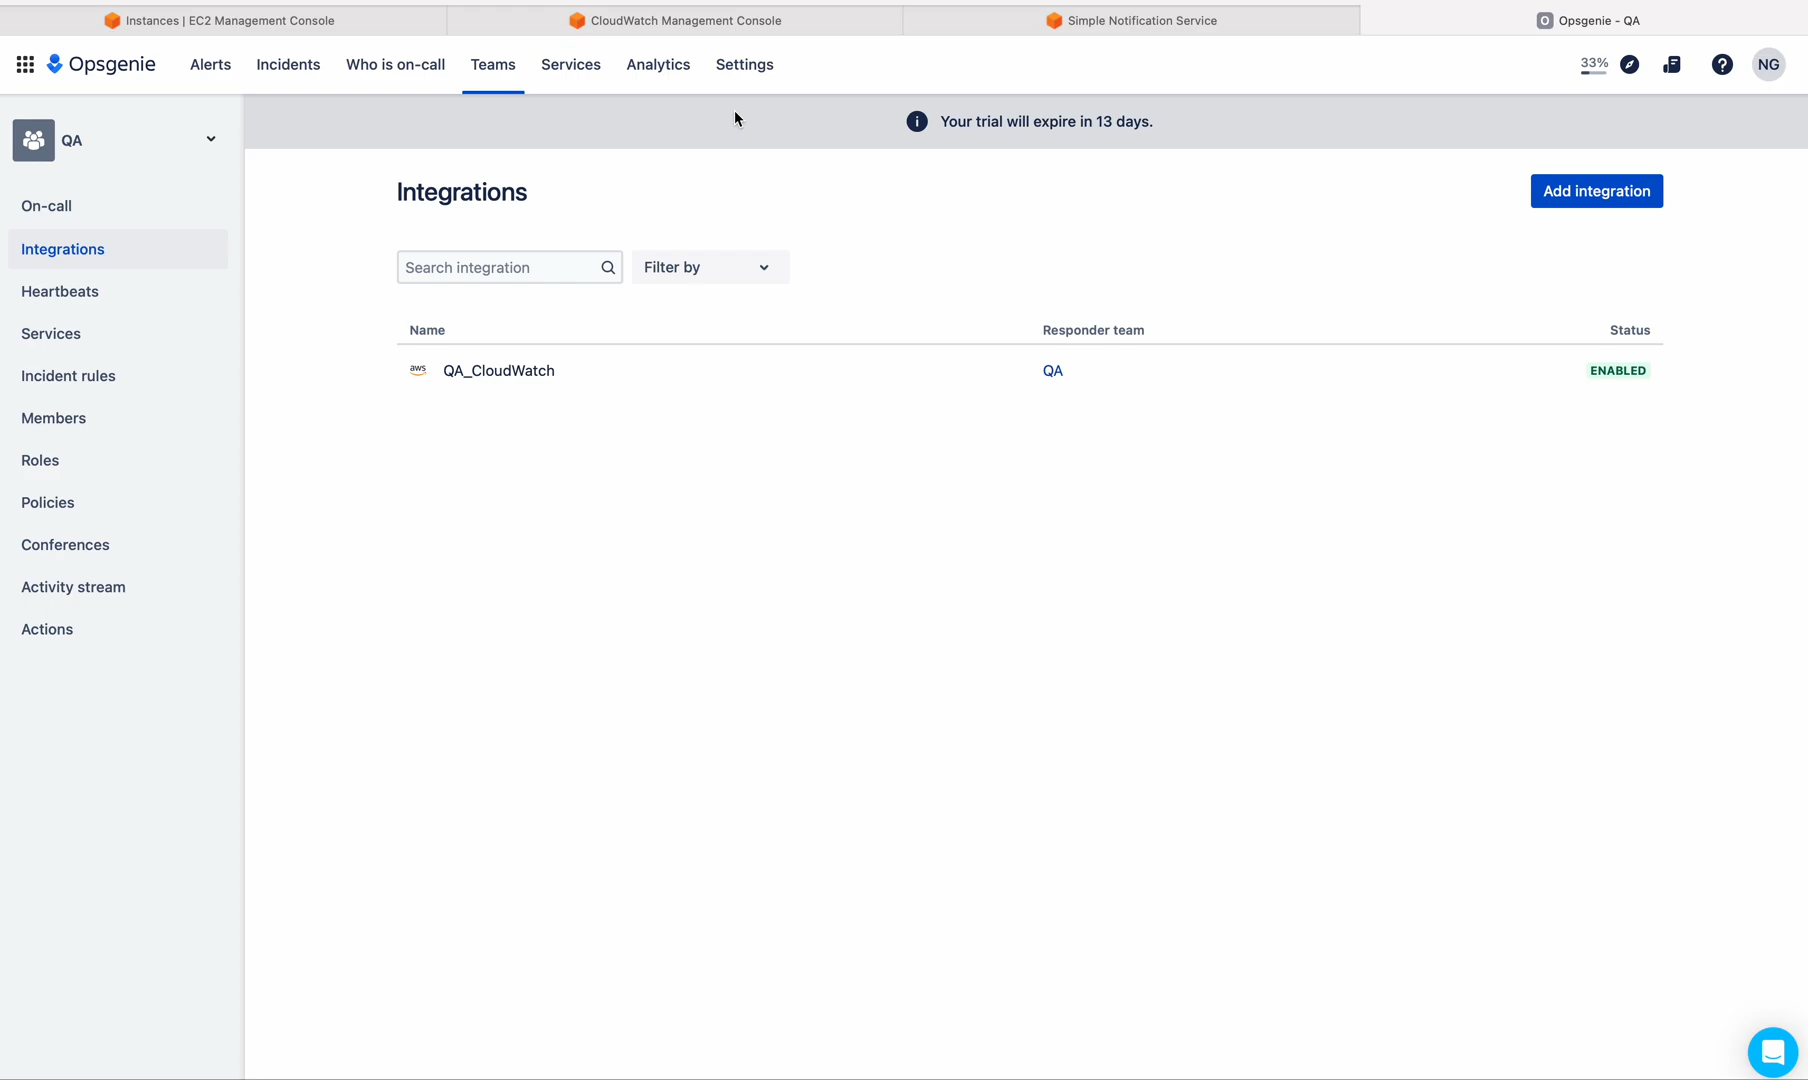 Instances | EC2 Management Console
CloudWatch Management Console
Simple Notification Service
O Opsgenie - QA
Opsgenie Alerts Incidents Who is on-call Teams Services Analytics Settings 33% ? NG
QA
i Your trial will expire in 13 days.
On-call
Integrations
Heartbeats
Services
Incident rules
Members
Roles
Policies
Conferences
Activity stream
Actions
Integrations
Add integration
Search integration
Filter by
Name Responder team Status
aws QA_CloudWatch QA ENABLED